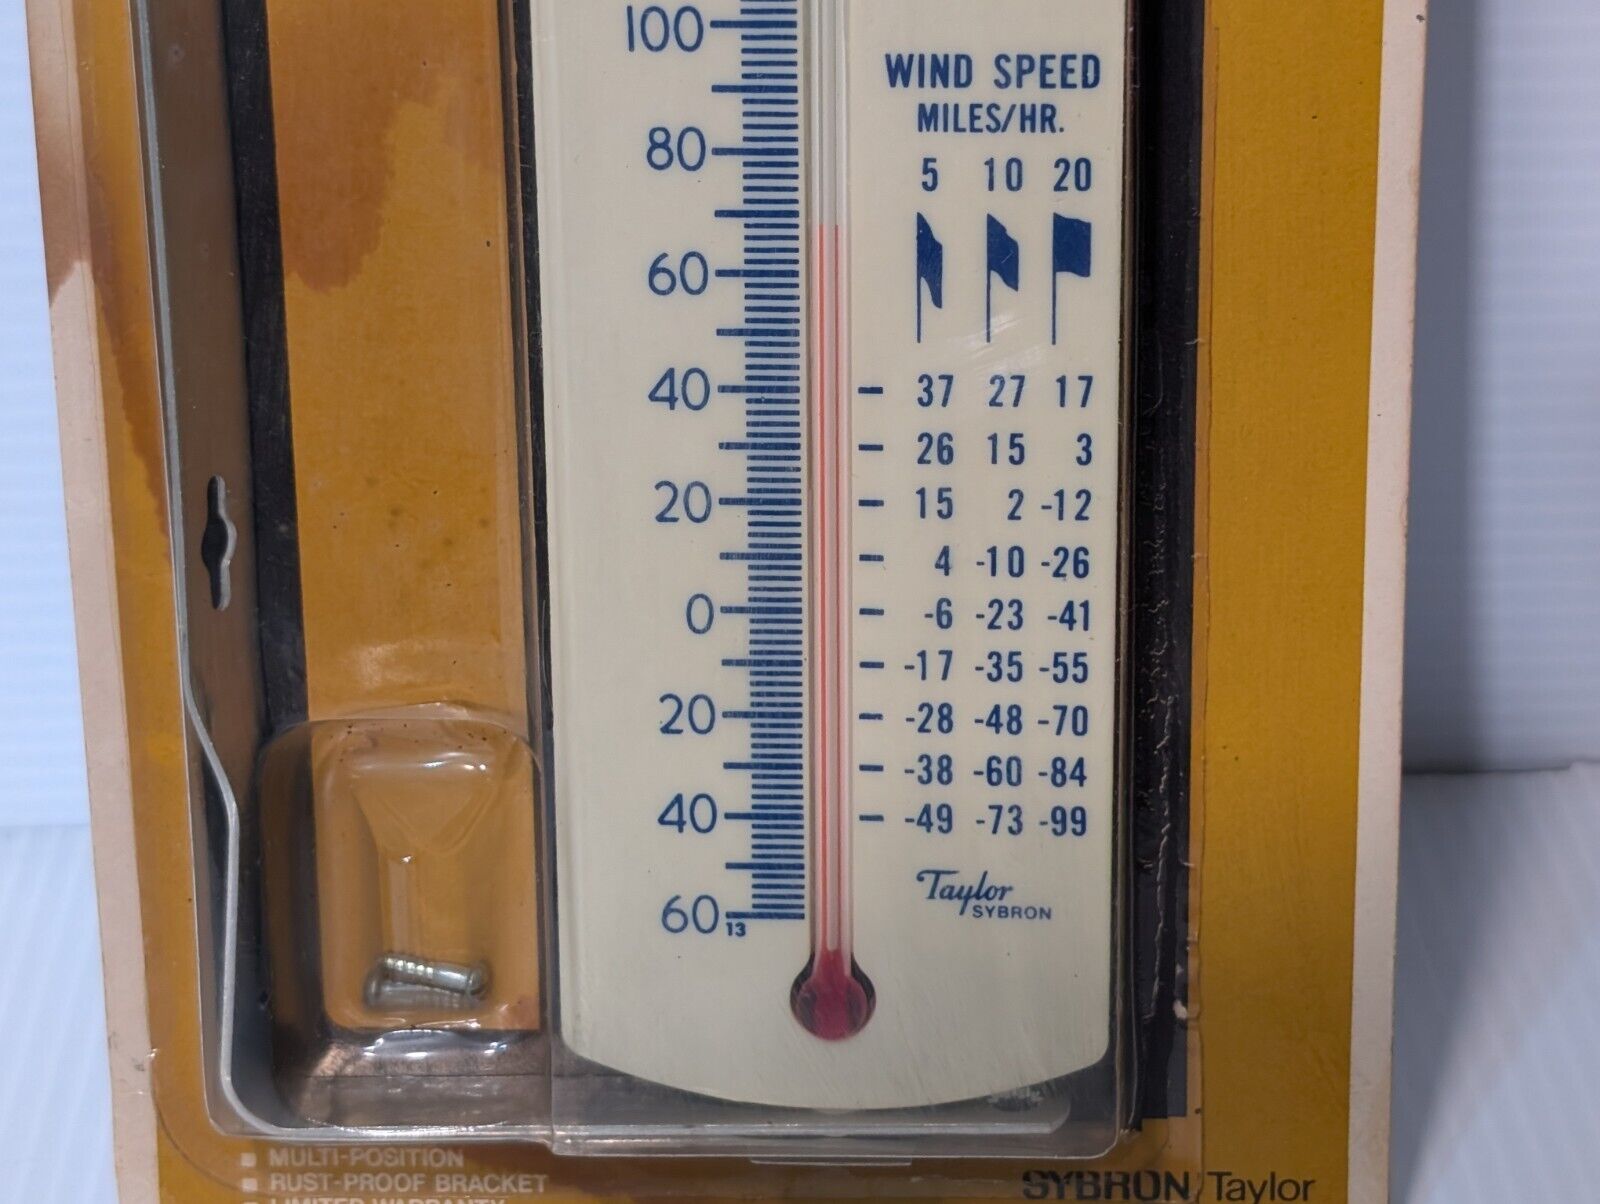 100
WIND SPEED
MILES/HR.
80
5 10 20
60
40 37 27 17
26 15 3
20 15 2 -12
4 -10 -26
0 -6 -23 -41
-17 -35 -55
20 -28 -48 -70
-38 -60 -84
40 -49 -73 -99
Taylor
SYBRON
60 13
MULTI-POSITION
RUST-PROOF BRACKET
LIMITED WARRANTY
SYBRON/Taylor